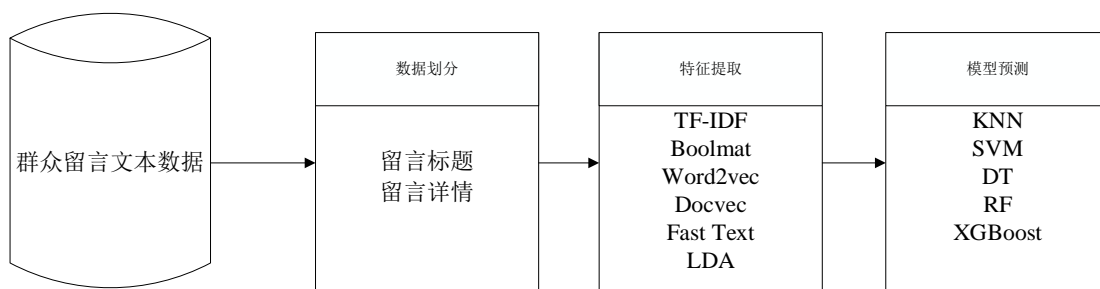 群众留言文本数据
数据划分
留言标题
留言详情
特征提取
TF-IDF
Boolmat
Word2vec
Docvec
Fast Text
LDA
模型预测
KNN
SVM
DT
RF
XGBoost